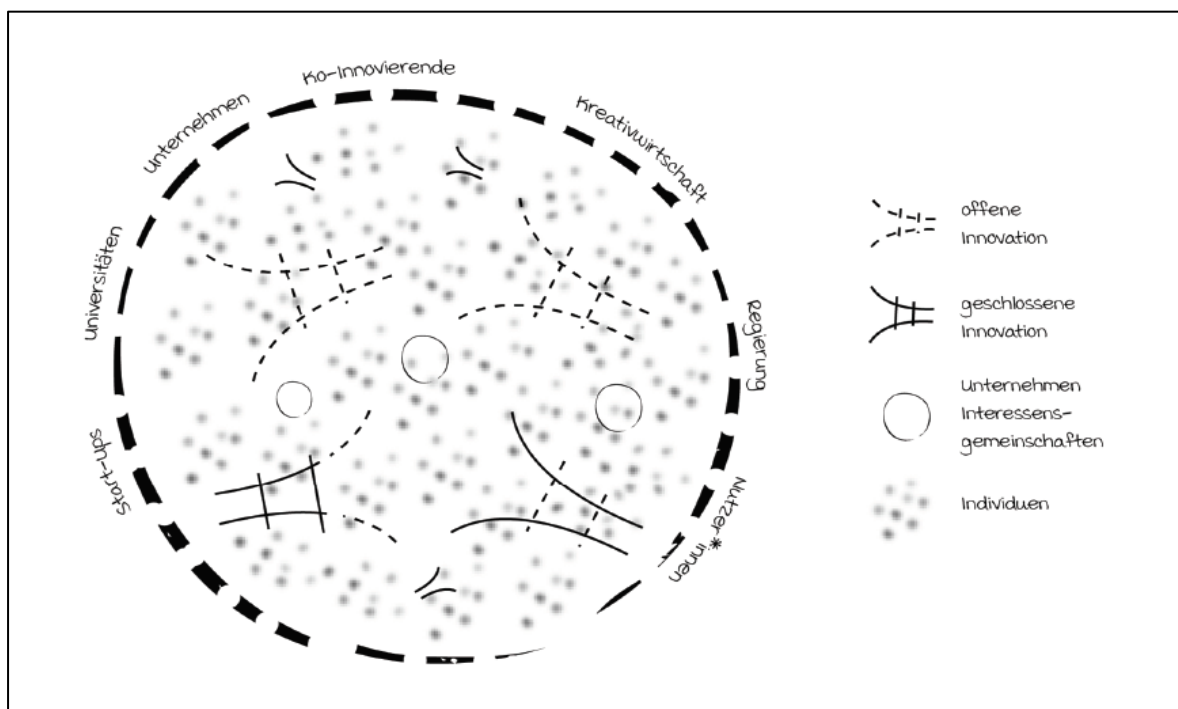 Ko-Innovierende
Unternehmen
Kreativwirtschaft
Universitäten
Regierung
Start-ups
Nutzer*innen
offene
Innovation
geschlossene
Innovation
Unternehmen
Interessens-
gemeinschaften
Individuen